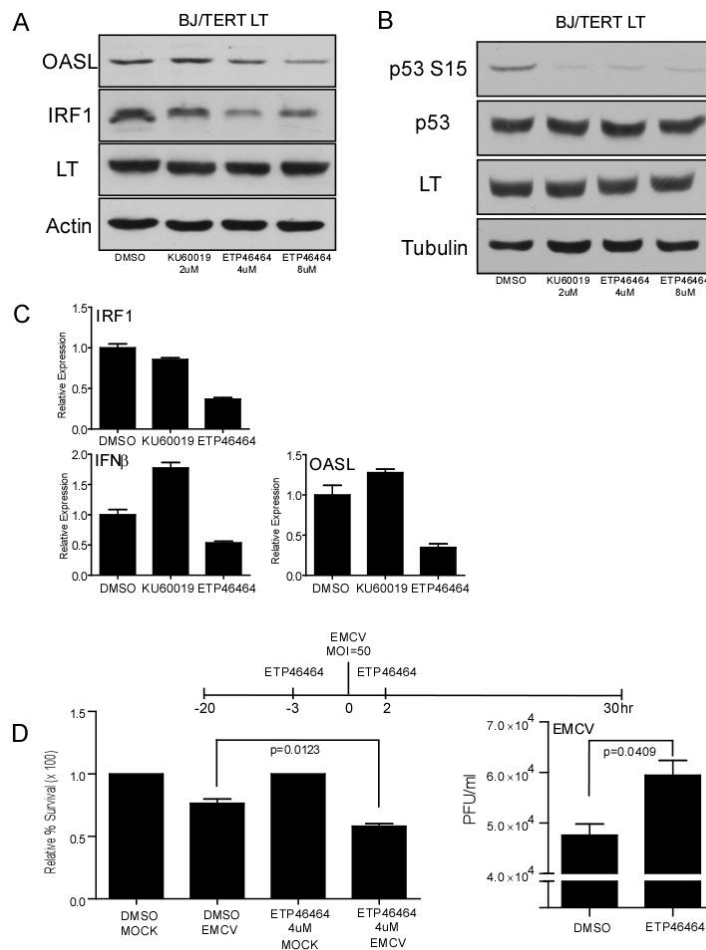 A
BJ/TERT LT
OASL
IRF1
LT
Actin
DMSO KU60019 2uM ETP46464 4uM ETP46464 8uM
B
BJ/TERT LT
p53 S15
p53
LT
Tubulin
DMSO KU60019 2uM ETP46464 4uM ETP46464 8uM
C
IRF1
Relative Expression
1.5
1.0
0.5
0.0
DMSO KU60019 ETP46464
IFNβ
Relative Expression
1.5
1.0
0.5
0.0
DMSO KU60019 ETP46464
OASL
Relative Expression
1.5
1.0
0.5
0.0
DMSO KU60019 ETP46464
EMCV
MOI=50
ETP46464 ETP46464
-20 -3 0 2 30hr
D
Relative % Survival (x 100)
1.5
1.0
0.5
0.0
p=0.0123
DMSO MOCK
DMSO EMCV
ETP46464 4uM MOCK
ETP46464 4uM EMCV
EMCV
PFU/ml
7.0×10⁴
6.0×10⁴
5.0×10⁴
4.0×10⁴
p=0.0409
DMSO ETP46464